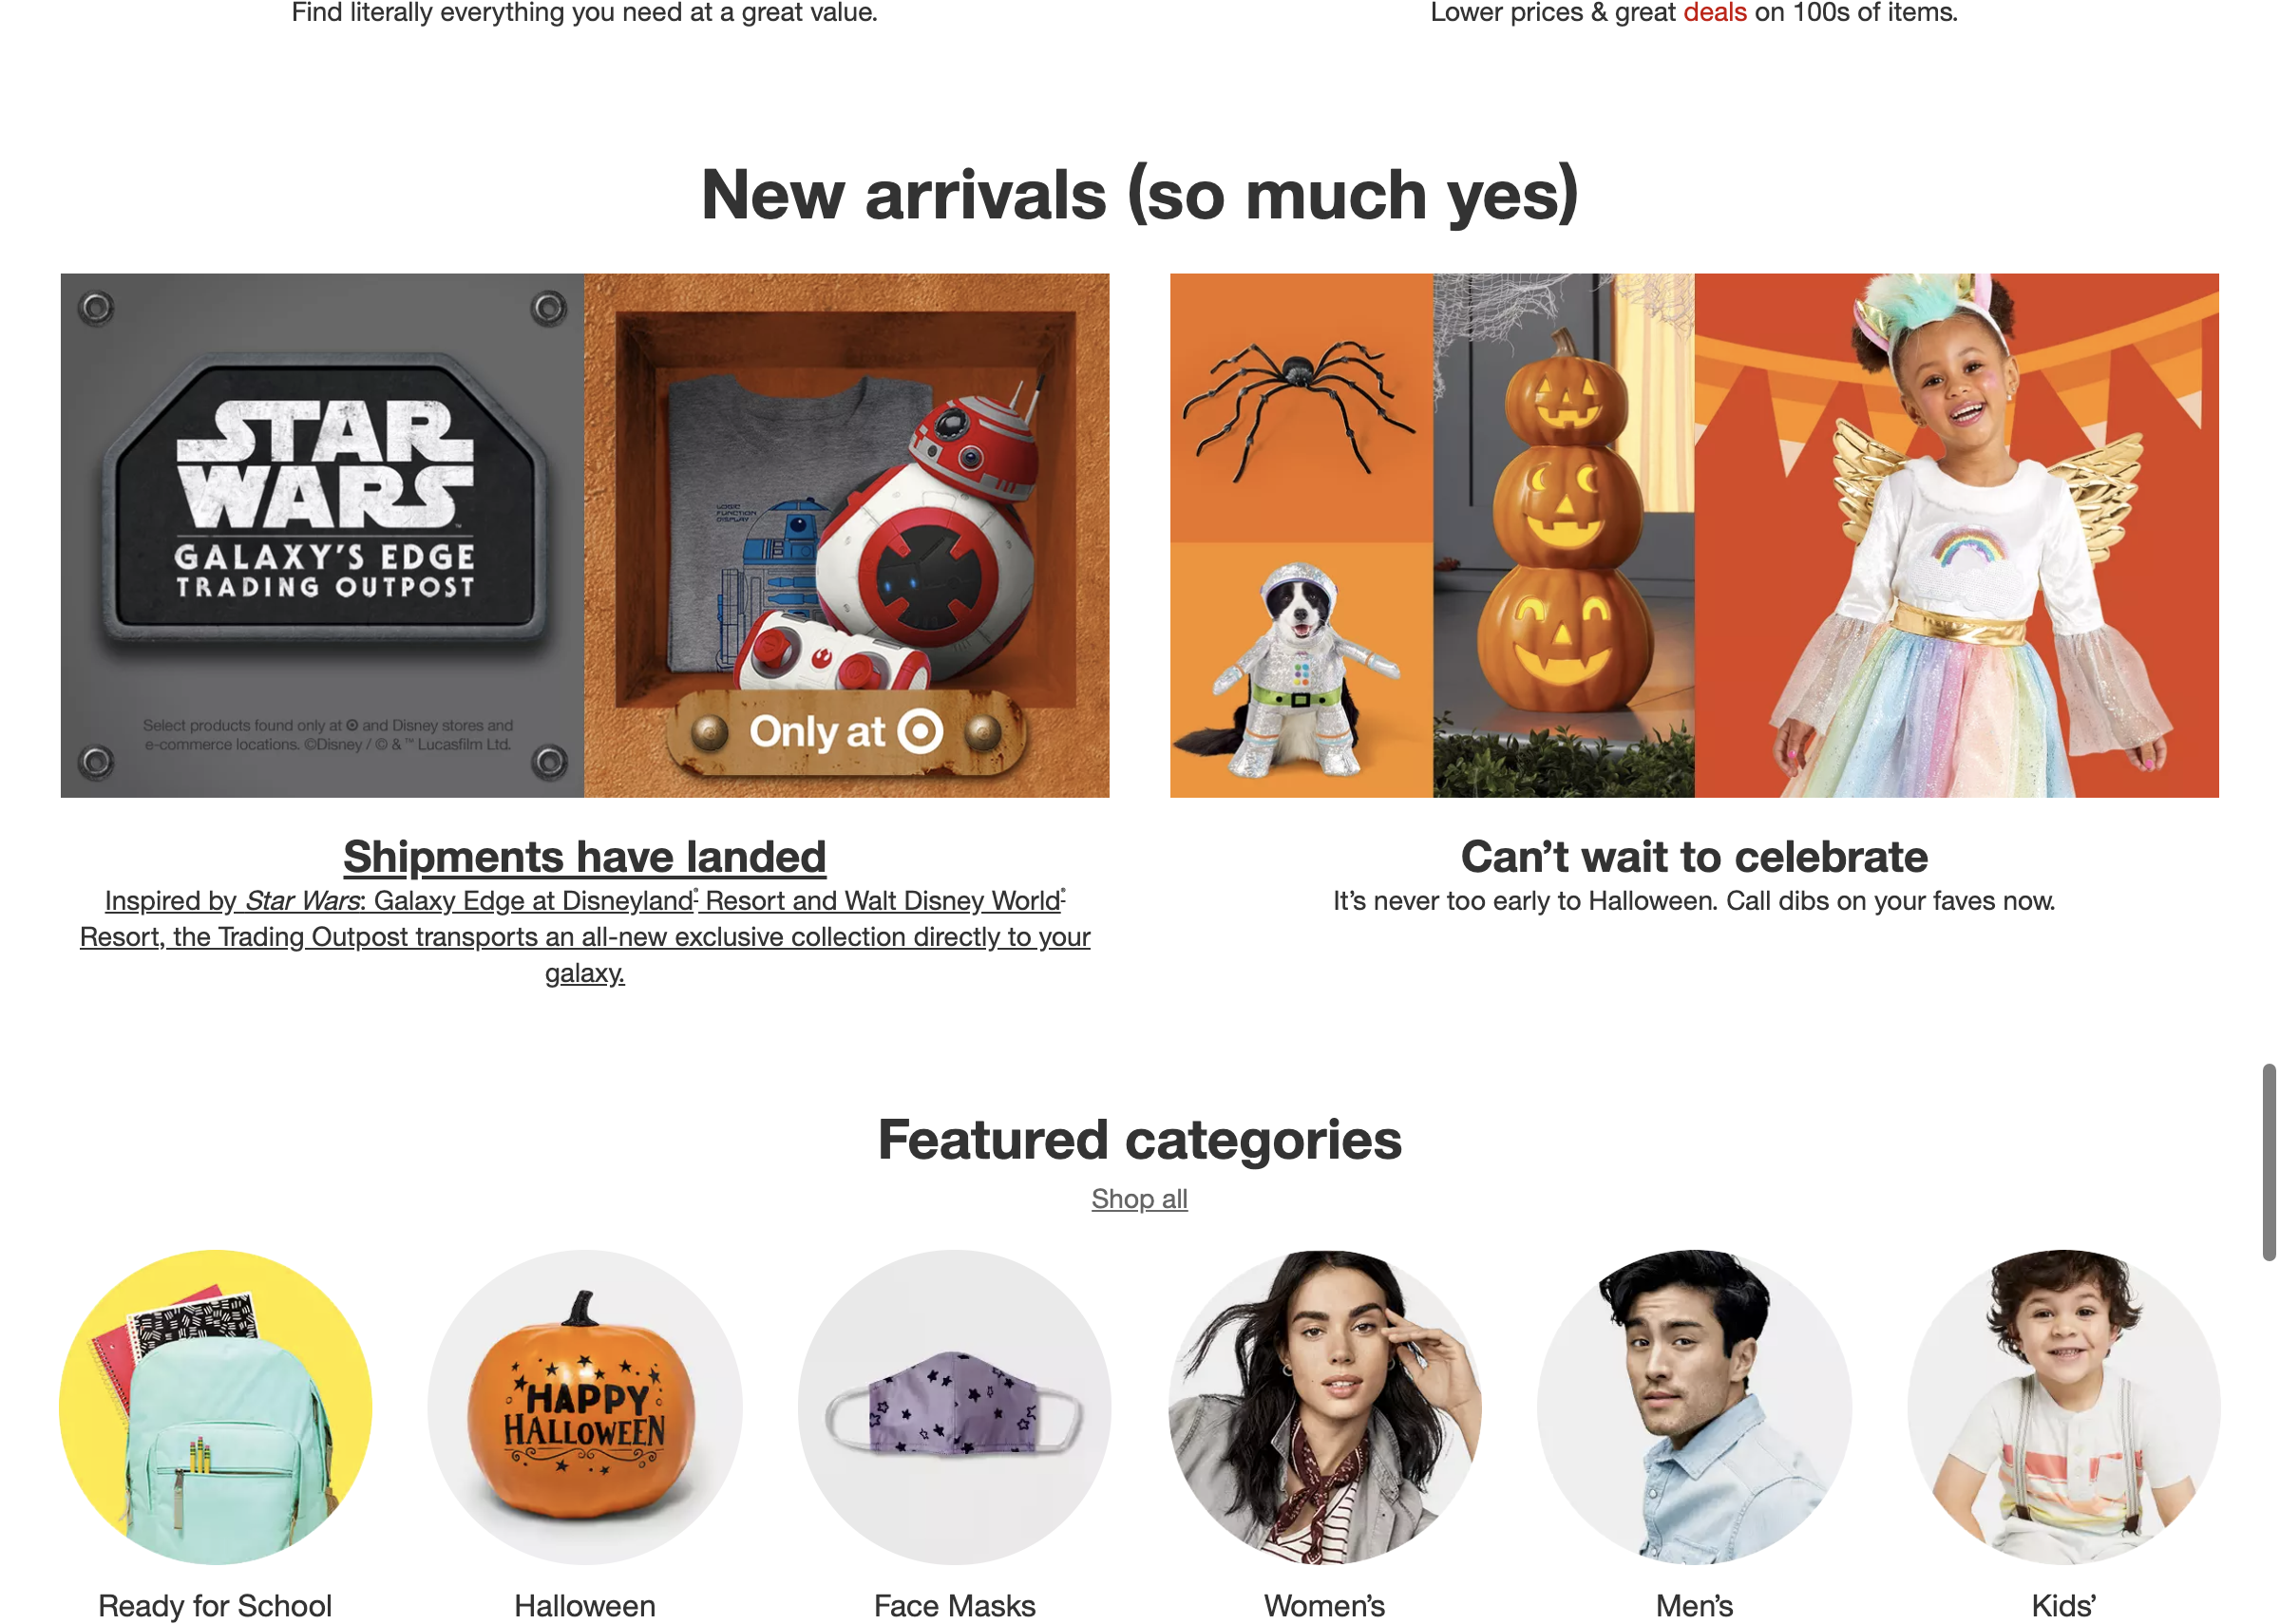 Find literally everything you need at a great value.
Lower prices & great deals on 100s of items.
New arrivals (so much yes)
STAR
WARS™
GALAXY'S EDGE
TRADING OUTPOST
Select products found only at and Disney stores and
e-commerce locations. ©Disney / © & ™ Lucasfilm Ltd.
LOGIC
FUNCTION
DISPLAY
Only at
Shipments have landed
Inspired by Star Wars: Galaxy Edge at Disneyland® Resort and Walt Disney World®
Resort, the Trading Outpost transports an all-new exclusive collection directly to your
galaxy.
Can’t wait to celebrate
It’s never too early to Halloween. Call dibs on your faves now.
Featured categories
Shop all
HAPPY
HALLOWEEN
Ready for School
Halloween
Face Masks
Women’s
Men’s
Kids’